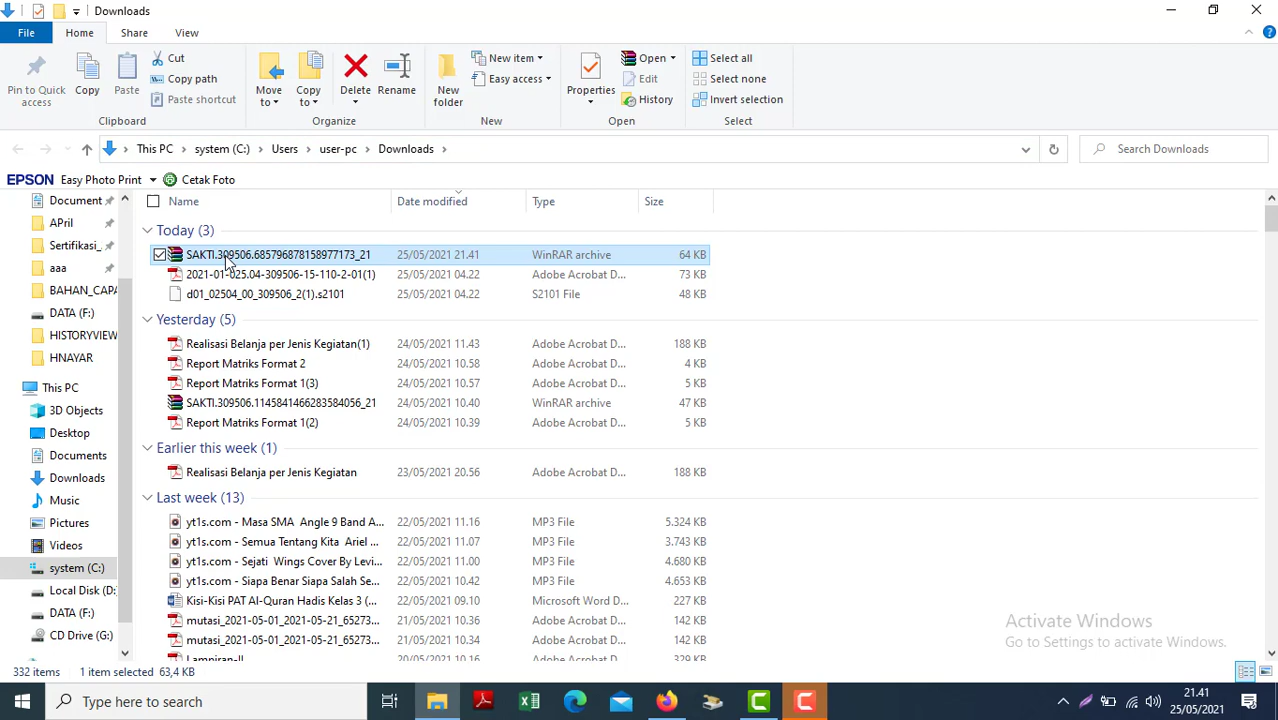 Downloads
File Home Share View
Pin to Quick access
Copy
Paste
Cut
Copy path
Paste shortcut
Clipboard
Move to
Copy to
Delete
Rename
Organize
New folder
New item
Easy access
New
Properties
Open
Edit
History
Open
Select all
Select none
Invert selection
Select
This PC system (C:) Users user-pc Downloads
Search Downloads
EPSON Easy Photo Print Cetak Foto
Document
APril
Sertifikasi_
aaa
BAHAN_CAPA
DATA (F:)
HISTORYVIEW
HNAYAR
This PC
3D Objects
Desktop
Documents
Downloads
Music
Pictures
Videos
system (C:)
Local Disk (D:
DATA (F:)
CD Drive (G:)
Name Date modified Type Size
Today (3)
SAKTI.309506.685796878158977173_21 25/05/2021 21.41 WinRAR archive 64 KB
2021-01-025.04-309506-15-110-2-01(1) 25/05/2021 04.22 Adobe Acrobat D... 73 KB
d01_02504_00_309506_2(1).s2101 25/05/2021 04.22 S2101 File 48 KB
Yesterday (5)
Realisasi Belanja per Jenis Kegiatan(1) 24/05/2021 11.43 Adobe Acrobat D... 188 KB
Report Matriks Format 2 24/05/2021 10.58 Adobe Acrobat D... 4 KB
Report Matriks Format 1(3) 24/05/2021 10.57 Adobe Acrobat D... 5 KB
SAKTI.309506.1145841466283584056_21 24/05/2021 10.40 WinRAR archive 47 KB
Report Matriks Format 1(2) 24/05/2021 10.39 Adobe Acrobat D... 5 KB
Earlier this week (1)
Realisasi Belanja per Jenis Kegiatan 23/05/2021 20.56 Adobe Acrobat D... 188 KB
Last week (13)
yt1s.com - Masa SMA Angle 9 Band A... 22/05/2021 11.16 MP3 File 5.324 KB
yt1s.com - Semua Tentang Kita Ariel ... 22/05/2021 11.07 MP3 File 3.743 KB
yt1s.com - Sejati Wings Cover By Levi... 22/05/2021 11.00 MP3 File 4.680 KB
yt1s.com - Siapa Benar Siapa Salah Se... 22/05/2021 10.42 MP3 File 4.653 KB
Kisi-Kisi PAT Al-Quran Hadis Kelas 3 (... 22/05/2021 09.10 Microsoft Word D... 227 KB
mutasi_2021-05-01_2021-05-21_65273... 21/05/2021 10.36 Adobe Acrobat D... 142 KB
mutasi_2021-05-01_2021-05-21_65273... 21/05/2021 10.34 Adobe Acrobat D... 142 KB
Lampiran-II 20/05/2021 10.16 Adobe Acrobat D... 329 KB
Activate Windows
Go to Settings to activate Windows.
332 items 1 item selected 63,4 KB
Type here to search
21.41
25/05/2021